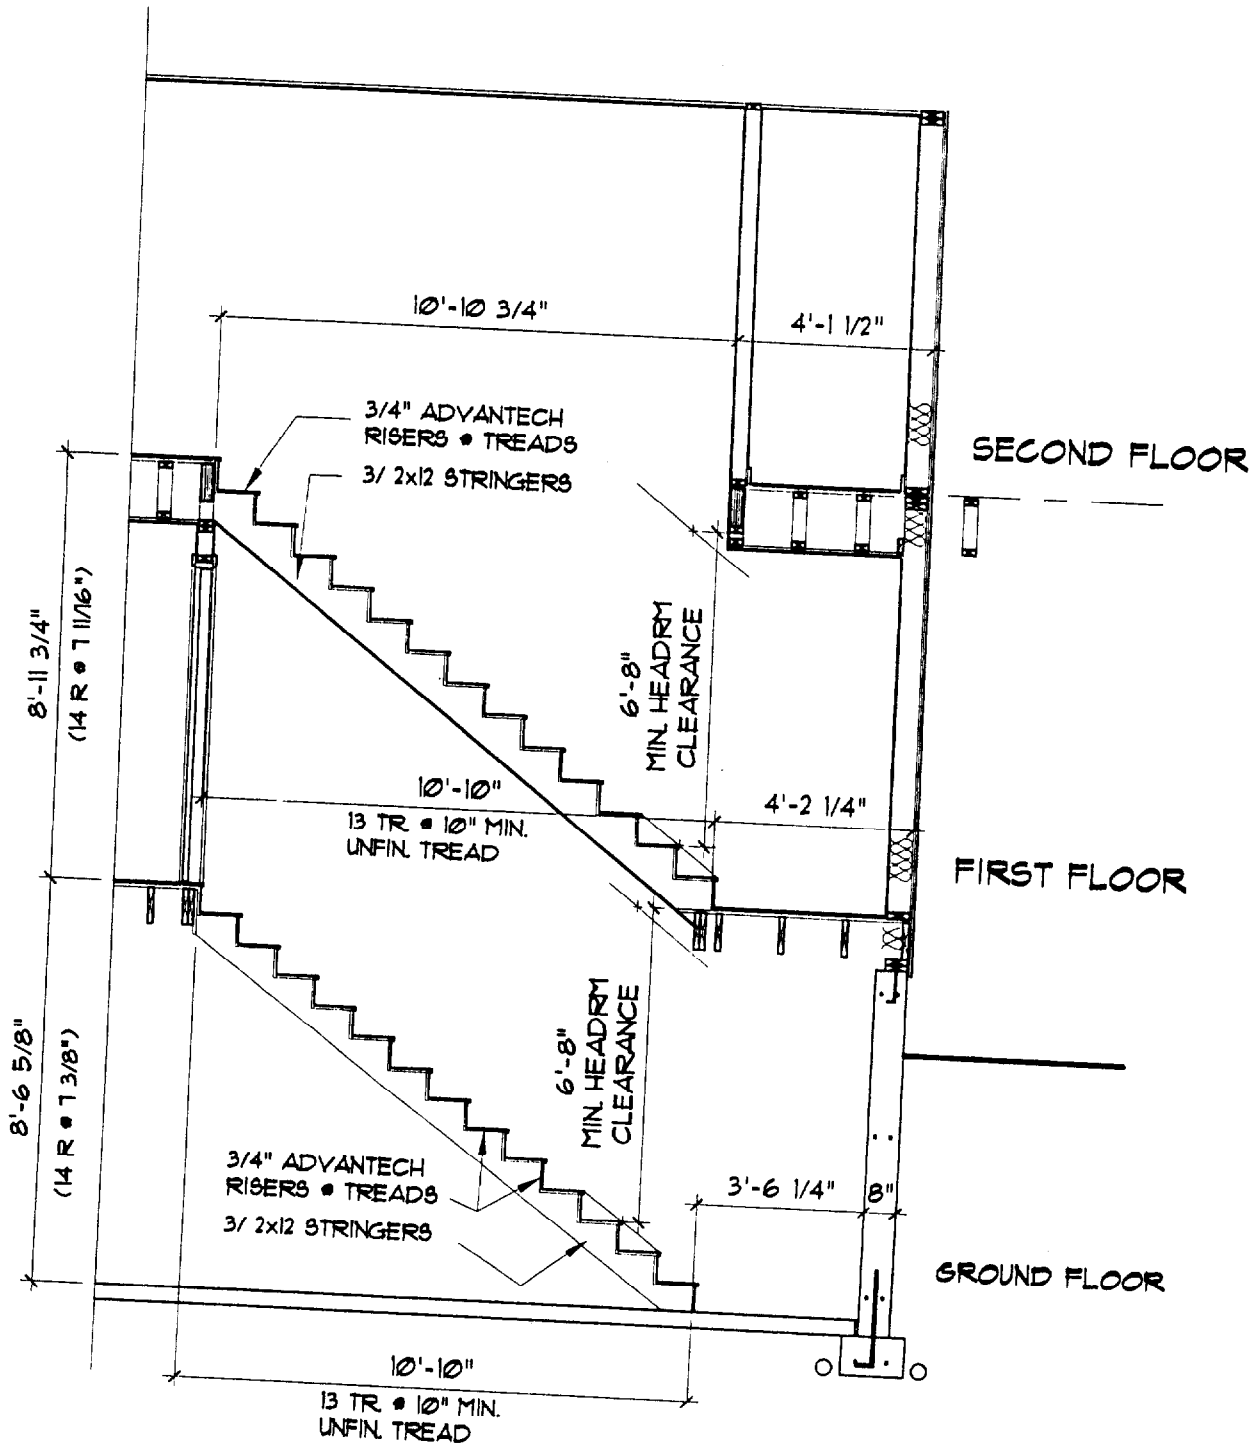 10'-10 3/4"
4'-1 1/2"
3/4" ADVANTECH
RISERS • TREADS
3/ 2x12 STRINGERS
SECOND FLOOR
8'-11 3/4"
(14 R • 7 11/16")
6'-8"
MIN. HEADRM
CLEARANCE
10'-10"
13 TR. • 10" MIN.
UNFIN. TREAD
4'-2 1/4"
FIRST FLOOR
8'-6 5/8"
(14 R • 7 3/8")
6'-8"
MIN. HEADRM
CLEARANCE
3/4" ADVANTECH
RISERS • TREADS
3/ 2x12 STRINGERS
3'-6 1/4"
8"
GROUND FLOOR
10'-10"
13 TR. • 10" MIN.
UNFIN. TREAD